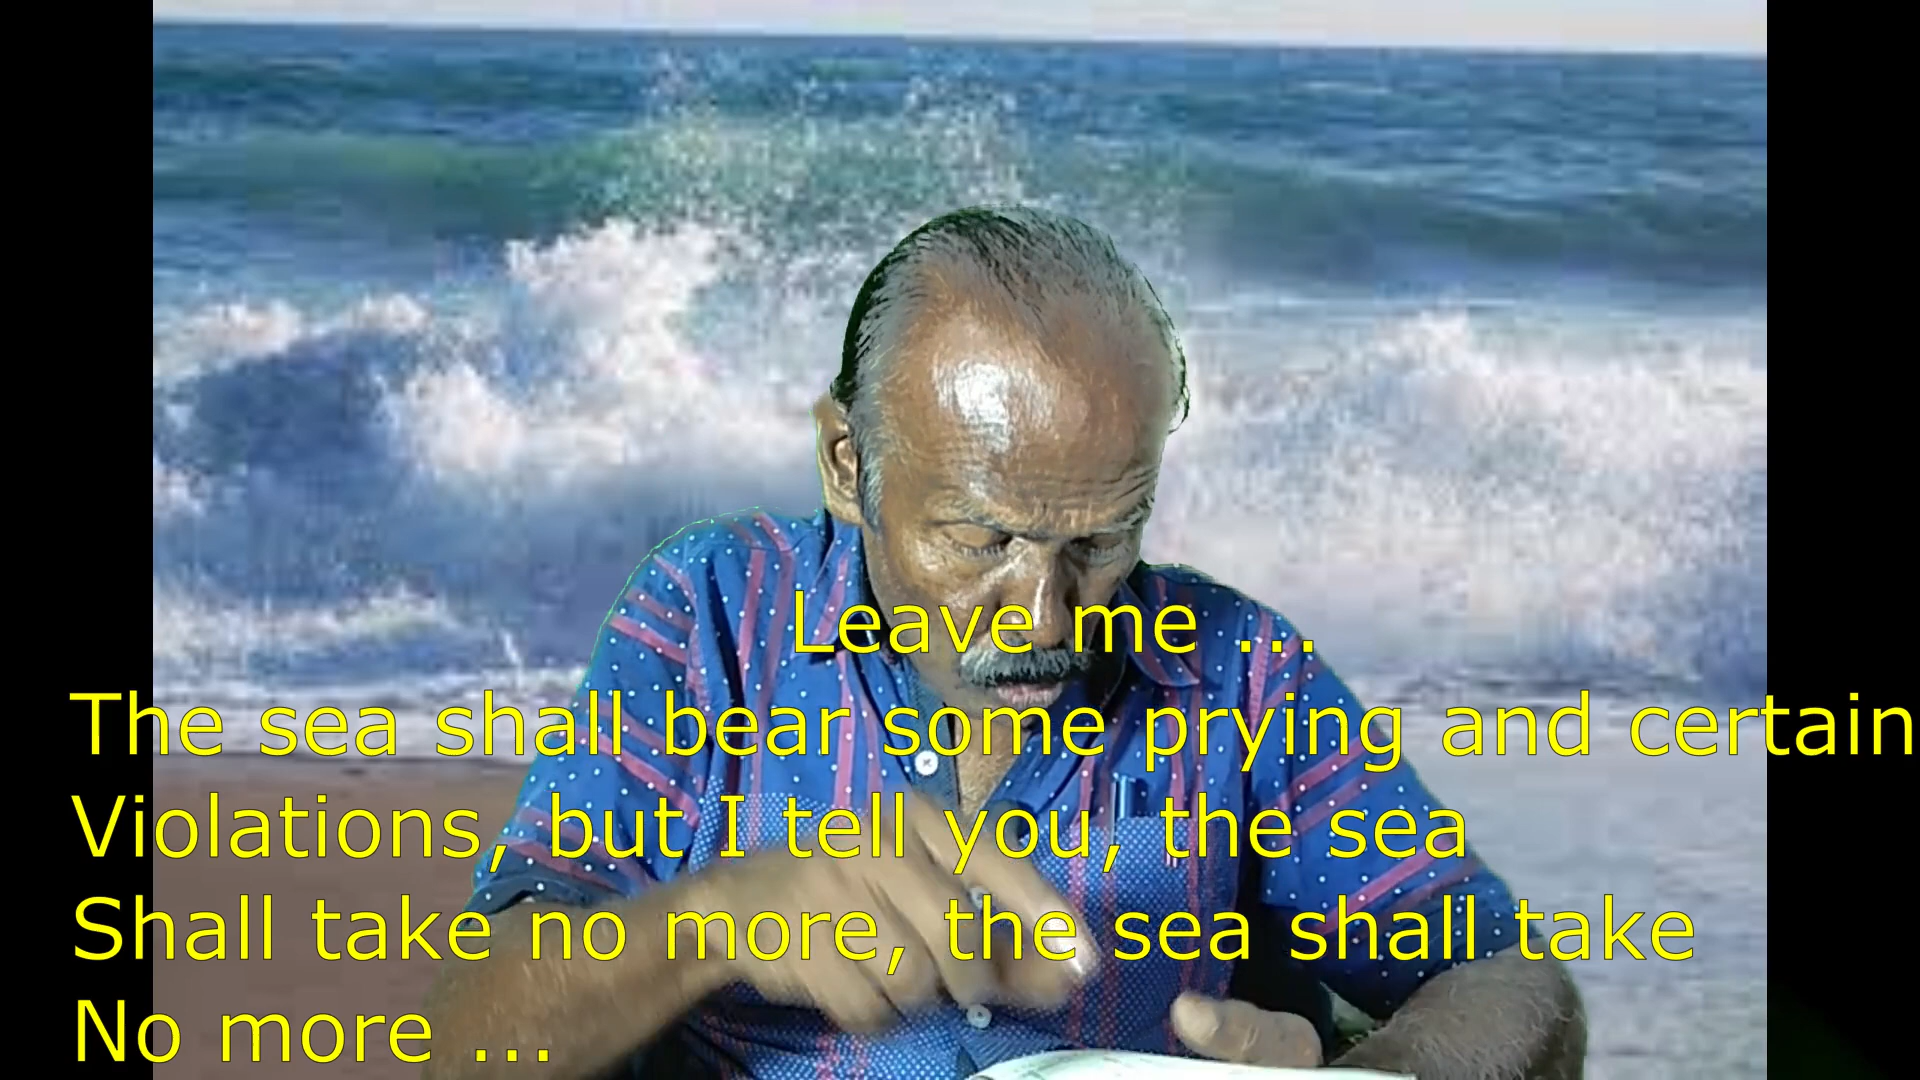 Leave me ...
The sea shall bear some prying and certain
Violations, but I tell you, the sea
Shall take no more, the sea shall take
No more ...